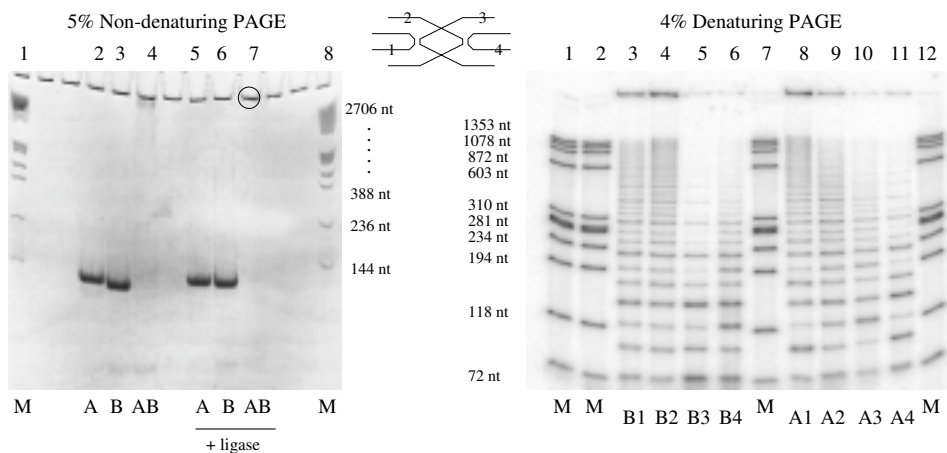 5% Non-denaturing PAGE
1 2 3 4 5 6 7 8
2706 nt
388 nt
236 nt
144 nt
M A B AB A B AB M
+ ligase
2 3
1 4
4% Denaturing PAGE
1 2 3 4 5 6 7 8 9 10 11 12
1353 nt
1078 nt
872 nt
603 nt
310 nt
281 nt
234 nt
194 nt
118 nt
72 nt
M M B1 B2 B3 B4 M A1 A2 A3 A4 M